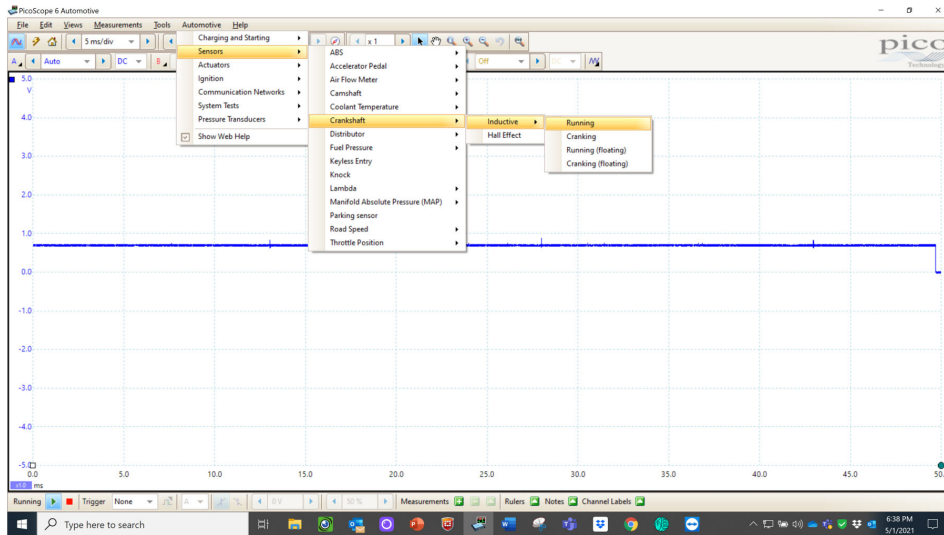 PicoScope 6 Automotive
File Edit Views Measurements Tools Automotive Help
5 ms/div
x 1
pico
Technology
A Auto DC B Off DC
Charging and Starting
Sensors
Actuators
Ignition
Communication Networks
System Tests
Pressure Transducers
Show Web Help
ABS
Accelerator Pedal
Air Flow Meter
Camshaft
Coolant Temperature
Crankshaft
Distributor
Fuel Pressure
Keyless Entry
Knock
Lambda
Manifold Absolute Pressure (MAP)
Parking sensor
Road Speed
Throttle Position
Inductive
Hall Effect
Running
Cranking
Running (floating)
Cranking (floating)
5.0
V
4.0
3.0
2.0
1.0
0.0
-1.0
-2.0
-3.0
-4.0
-5.0
0.0 5.0 10.0 15.0 20.0 25.0 30.0 35.0 40.0 45.0 50.
x1.0 ms
Running Trigger None A 0 V 50 % Measurements Rulers Notes Channel Labels
Type here to search
6:38 PM
5/1/2021